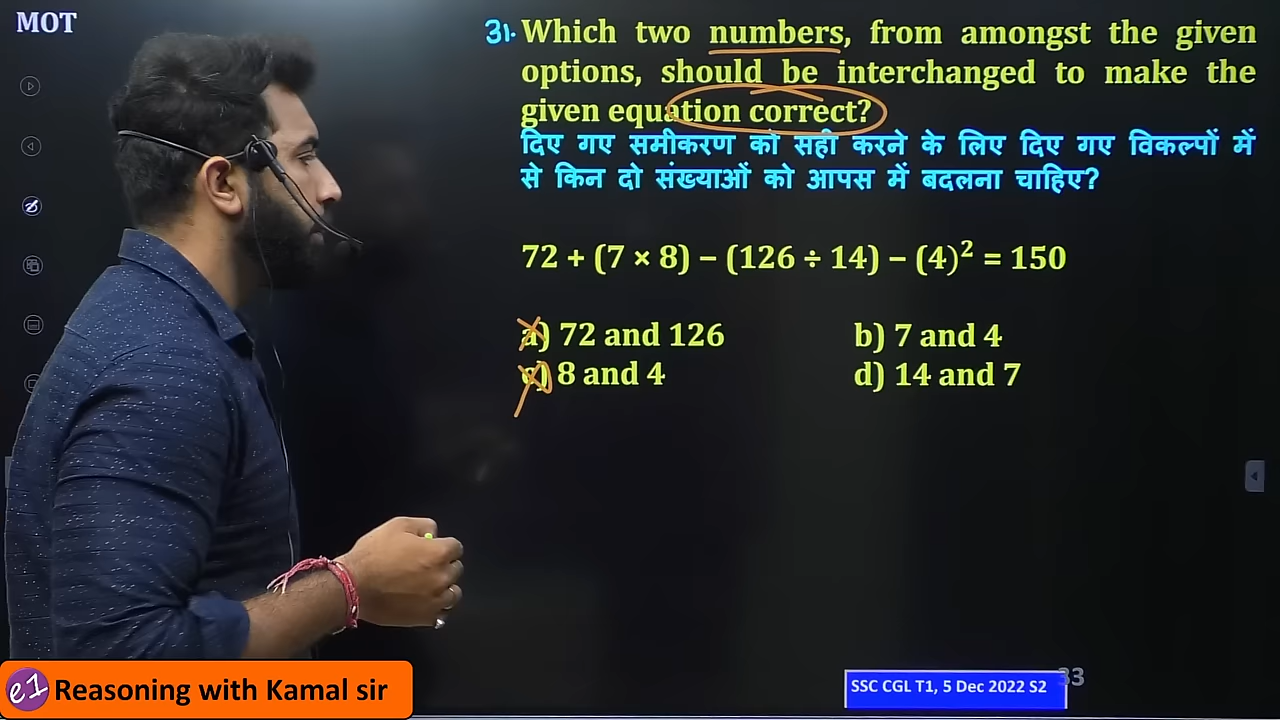 MOT
31. Which two numbers, from amongst the given
options, should be interchanged to make the
given equation correct?
दिए गए समीकरण को सही करने के लिए दिए गए विकल्पों में
से किन दो संख्याओं को आपस में बदलना चाहिए?
72 + (7 × 8) − (126 ÷ 14) − (4)² = 150
a) 72 and 126
b) 7 and 4
c) 8 and 4
d) 14 and 7
33
SSC CGL T1, 5 Dec 2022 S2
e1 Reasoning with Kamal sir